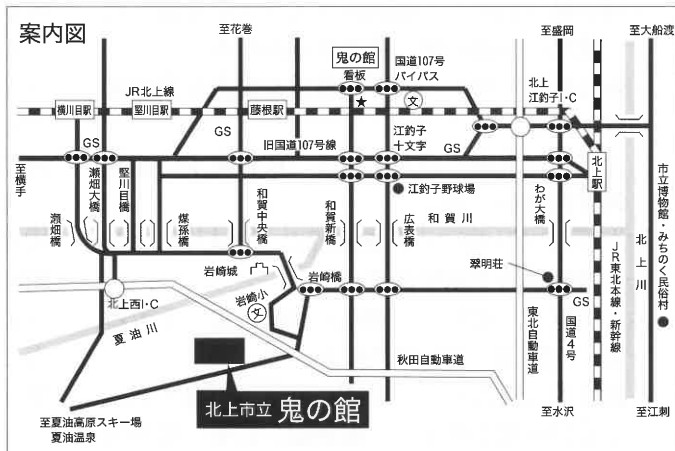 案内図
至花巻
至盛岡
至大船渡
鬼の館
看板
国道107号
バイパス
JR北上線
横川目駅
竪川目駅
藤根駅
文
北上
江釣子I・C
GS
GS
旧国道107号線
江釣子
十文字
GS
至横手
瀬畑大橋
竪川目橋
江釣子野球場
北上駅
瀬畑橋
煤孫橋
和賀中央橋
和賀新橋
広表橋
和賀川
わが大橋
市立博物館・みちのく民俗村
岩崎城
岩崎橋
翠明荘
岩崎小
文
GS
北上西I・C
夏油川
東北自動車道
国道4号
JR東北本線・新幹線
北上川
秋田自動車道
北上市立 鬼の館
至夏油高原スキー場
夏油温泉
至水沢
至江刺